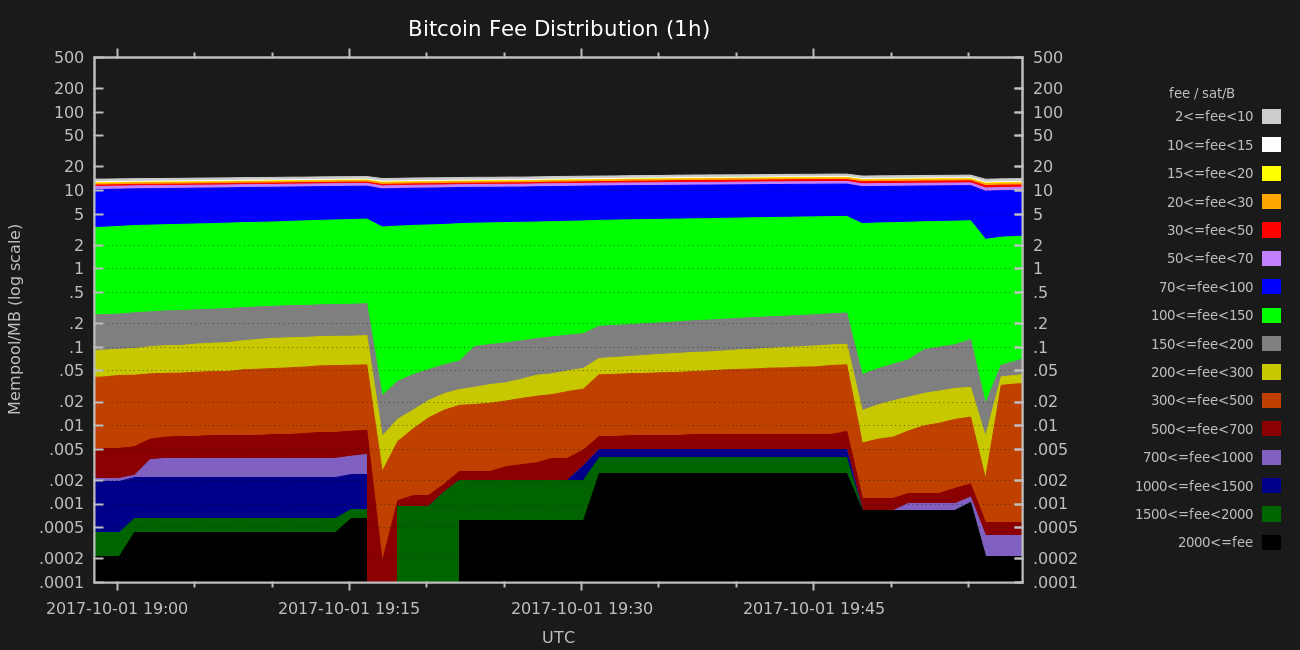 Bitcoin Fee Distribution (1h)
500
200
100
50
20
10
5
2
1
.5
.2
.1
.05
.02
.01
.005
.002
.001
.0005
.0002
.0001
Mempool/MB (log scale)
500
200
100
50
20
10
5
2
1
.5
.2
.1
.05
.02
.01
.005
.002
.001
.0005
.0002
.0001
2017-10-01 19:00
2017-10-01 19:15
2017-10-01 19:30
2017-10-01 19:45
UTC
fee / sat/B
2<=fee<10
10<=fee<15
15<=fee<20
20<=fee<30
30<=fee<50
50<=fee<70
70<=fee<100
100<=fee<150
150<=fee<200
200<=fee<300
300<=fee<500
500<=fee<700
700<=fee<1000
1000<=fee<1500
1500<=fee<2000
2000<=fee